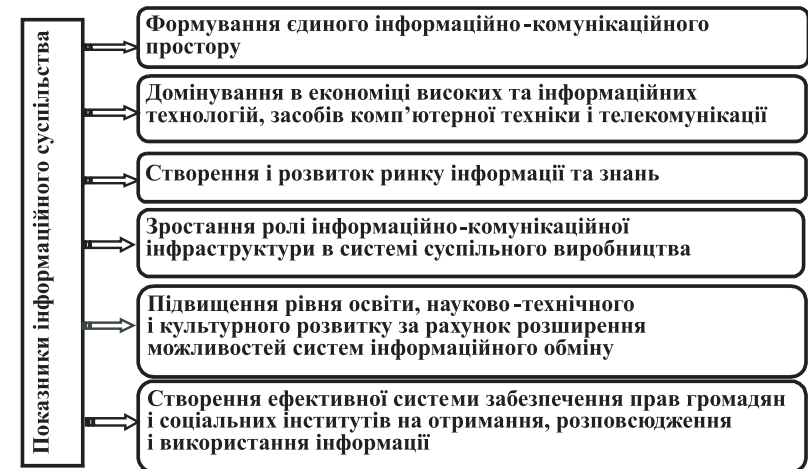 Показники інформаційного суспільства
Формування єдиного інформаційно-комунікаційного
простору
Домінування в економіці високих та інформаційних
технологій, засобів комп’ютерної техніки і телекомунікації
Створення і розвиток ринку інформації та знань
Зростання ролі інформаційно-комунікаційної
інфраструктури в системі суспільного виробництва
Підвищення рівня освіти, науково-технічного
і культурного розвитку за рахунок розширення
можливостей систем інформаційного обміну
Створення ефективної системи забезпечення прав громадян
і соціальних інститутів на отримання, розповсюдження
і використання інформації